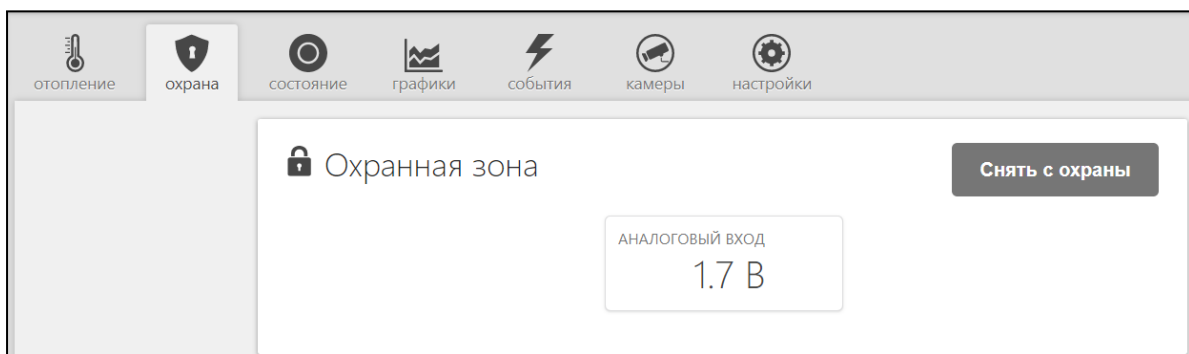 отопление охрана состояние графики события камеры настройки
Охранная зона
Снять с охраны
АНАЛОГОВЫЙ ВХОД
1.7 В